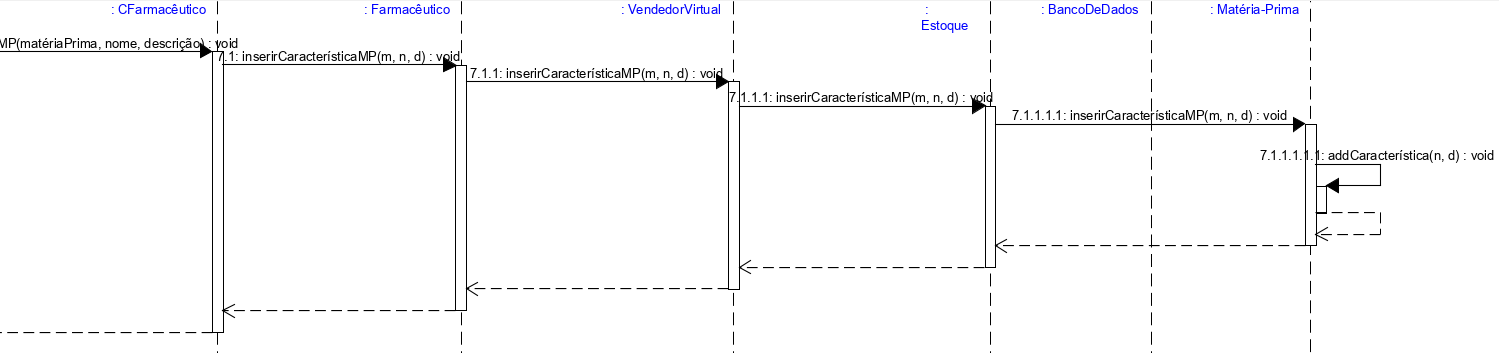 : CFarmacêutico
: Farmacêutico
: VendedorVirtual
:
Estoque
: BancoDeDados
: Matéria-Prima
MP(matériaPrima, nome, descrição) : void
7.1: inserirCaracterísticaMP(m, n, d) : void
7.1.1: inserirCaracterísticaMP(m, n, d) : void
7.1.1.1: inserirCaracterísticaMP(m, n, d) : void
7.1.1.1.1: inserirCaracterísticaMP(m, n, d) : void
7.1.1.1.1.1: addCaracterística(n, d) : void